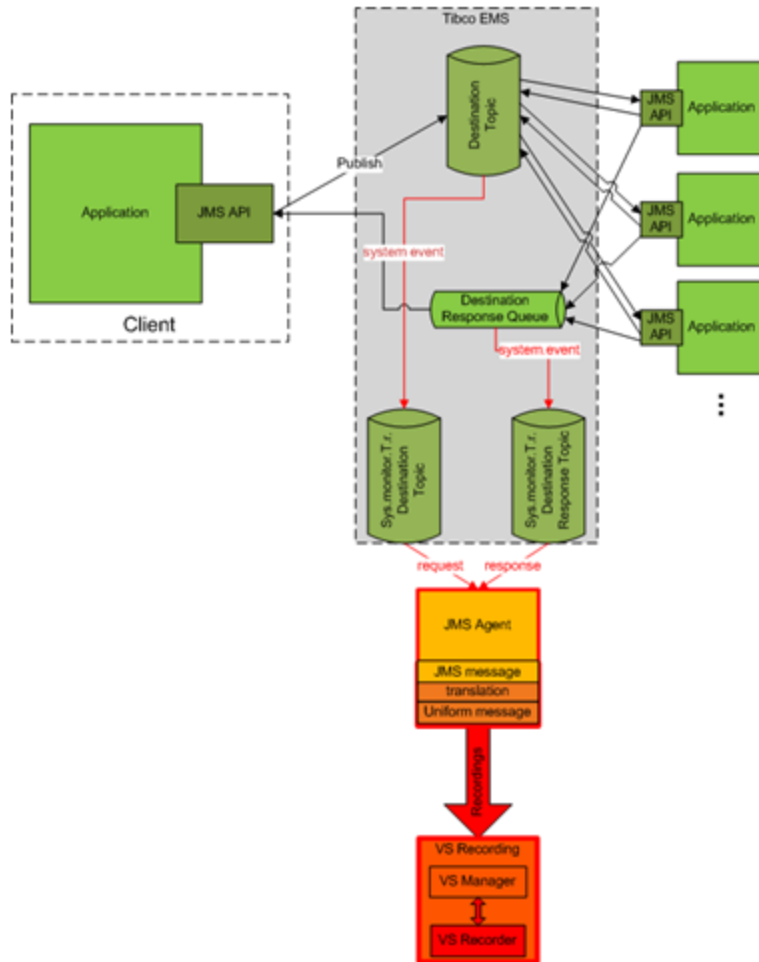 Tibco EMS
Destination
Topic
JMS
API
Application
Publish
Application
JMS API
Client
JMS
API
Application
system event
Destination
Response Queue
system event
JMS
API
Application
Sys.monitor.T.r.
Destination
Topic
Sys.monitor.T.r.
Destination
Response Topic
request
response
JMS Agent
JMS message
translation
Uniform message
Recordings
VS Recording
VS Manager
VS Recorder